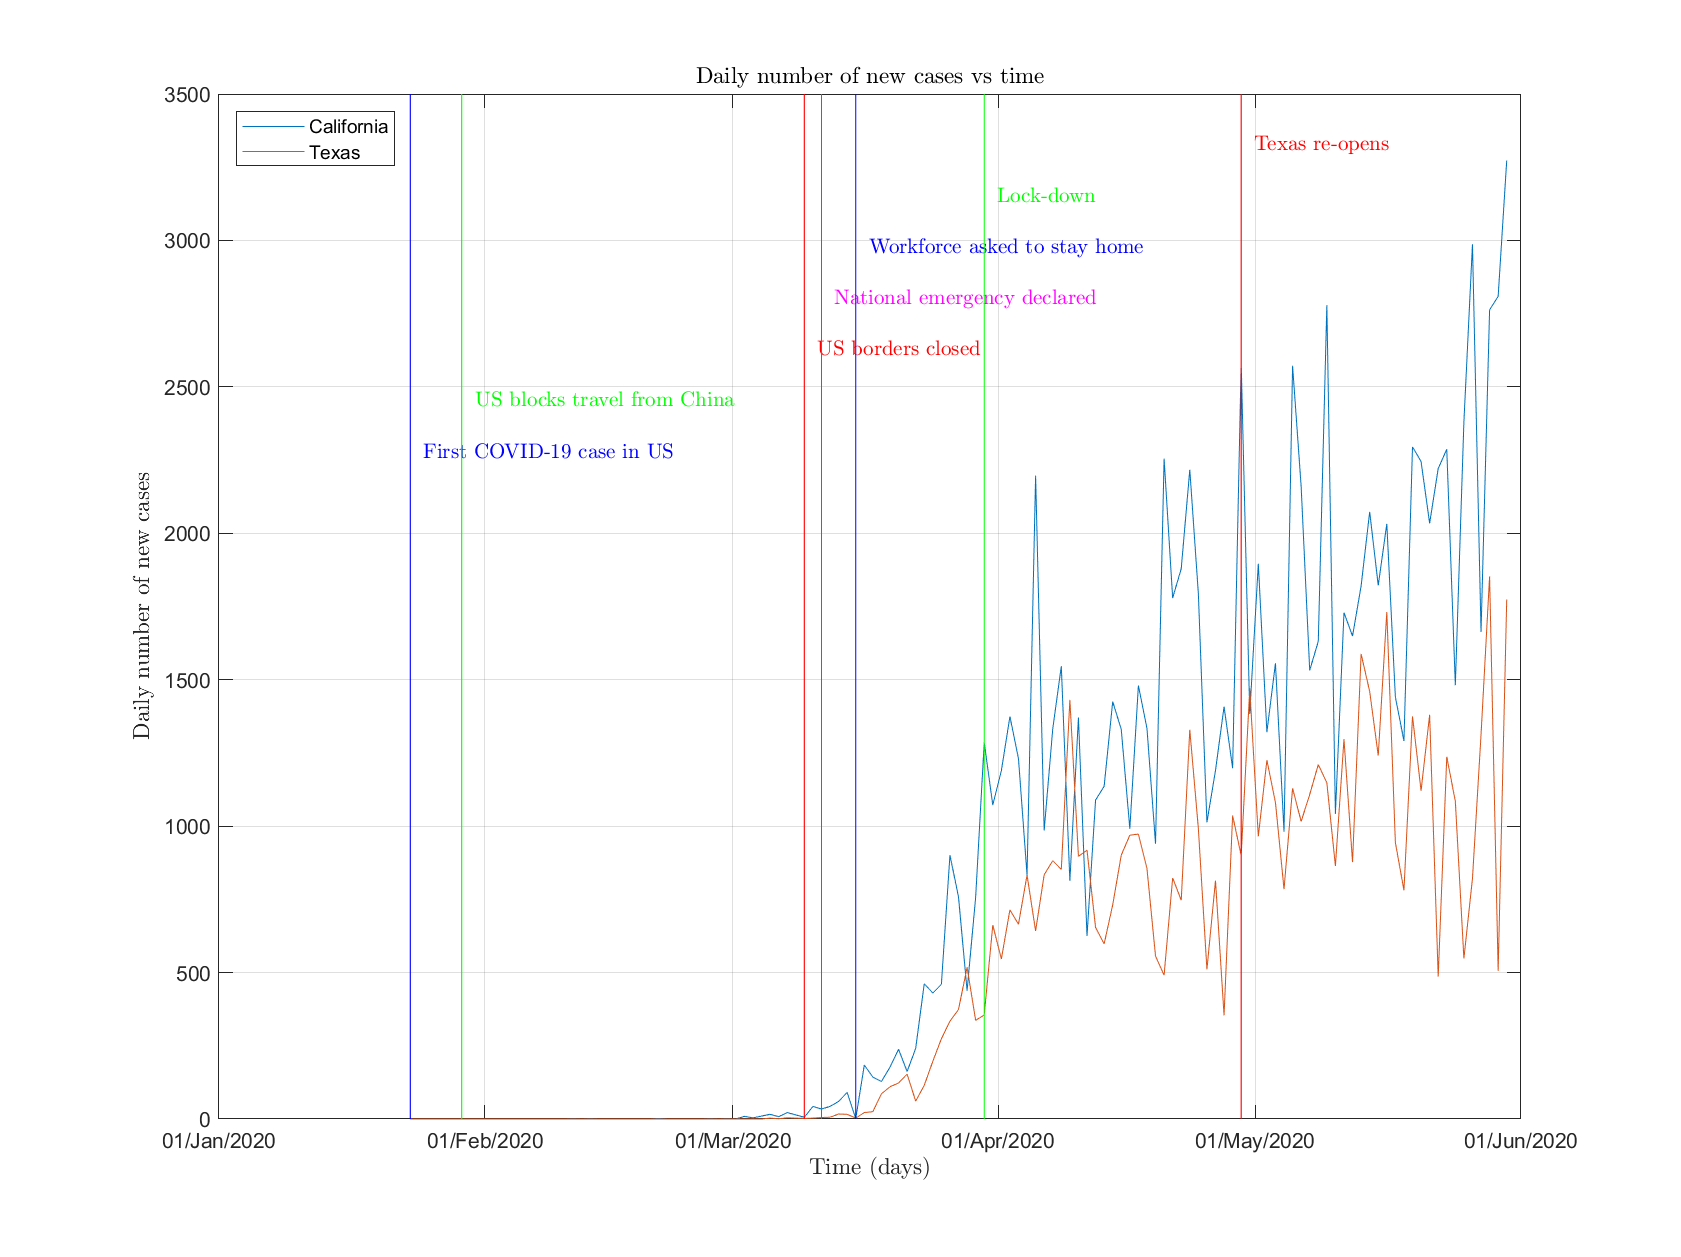 Daily number of new cases vs time
3500
California
Texas
Texas re-opens
Lock-down
3000
Workforce asked to stay home
National emergency declared
US borders closed
2500
US blocks travel from China
First COVID-19 case in US
2000
1500
1000
500
0
Daily number of new cases
01/Jan/2020
01/Feb/2020
01/Mar/2020
01/Apr/2020
01/May/2020
01/Jun/2020
Time (days)